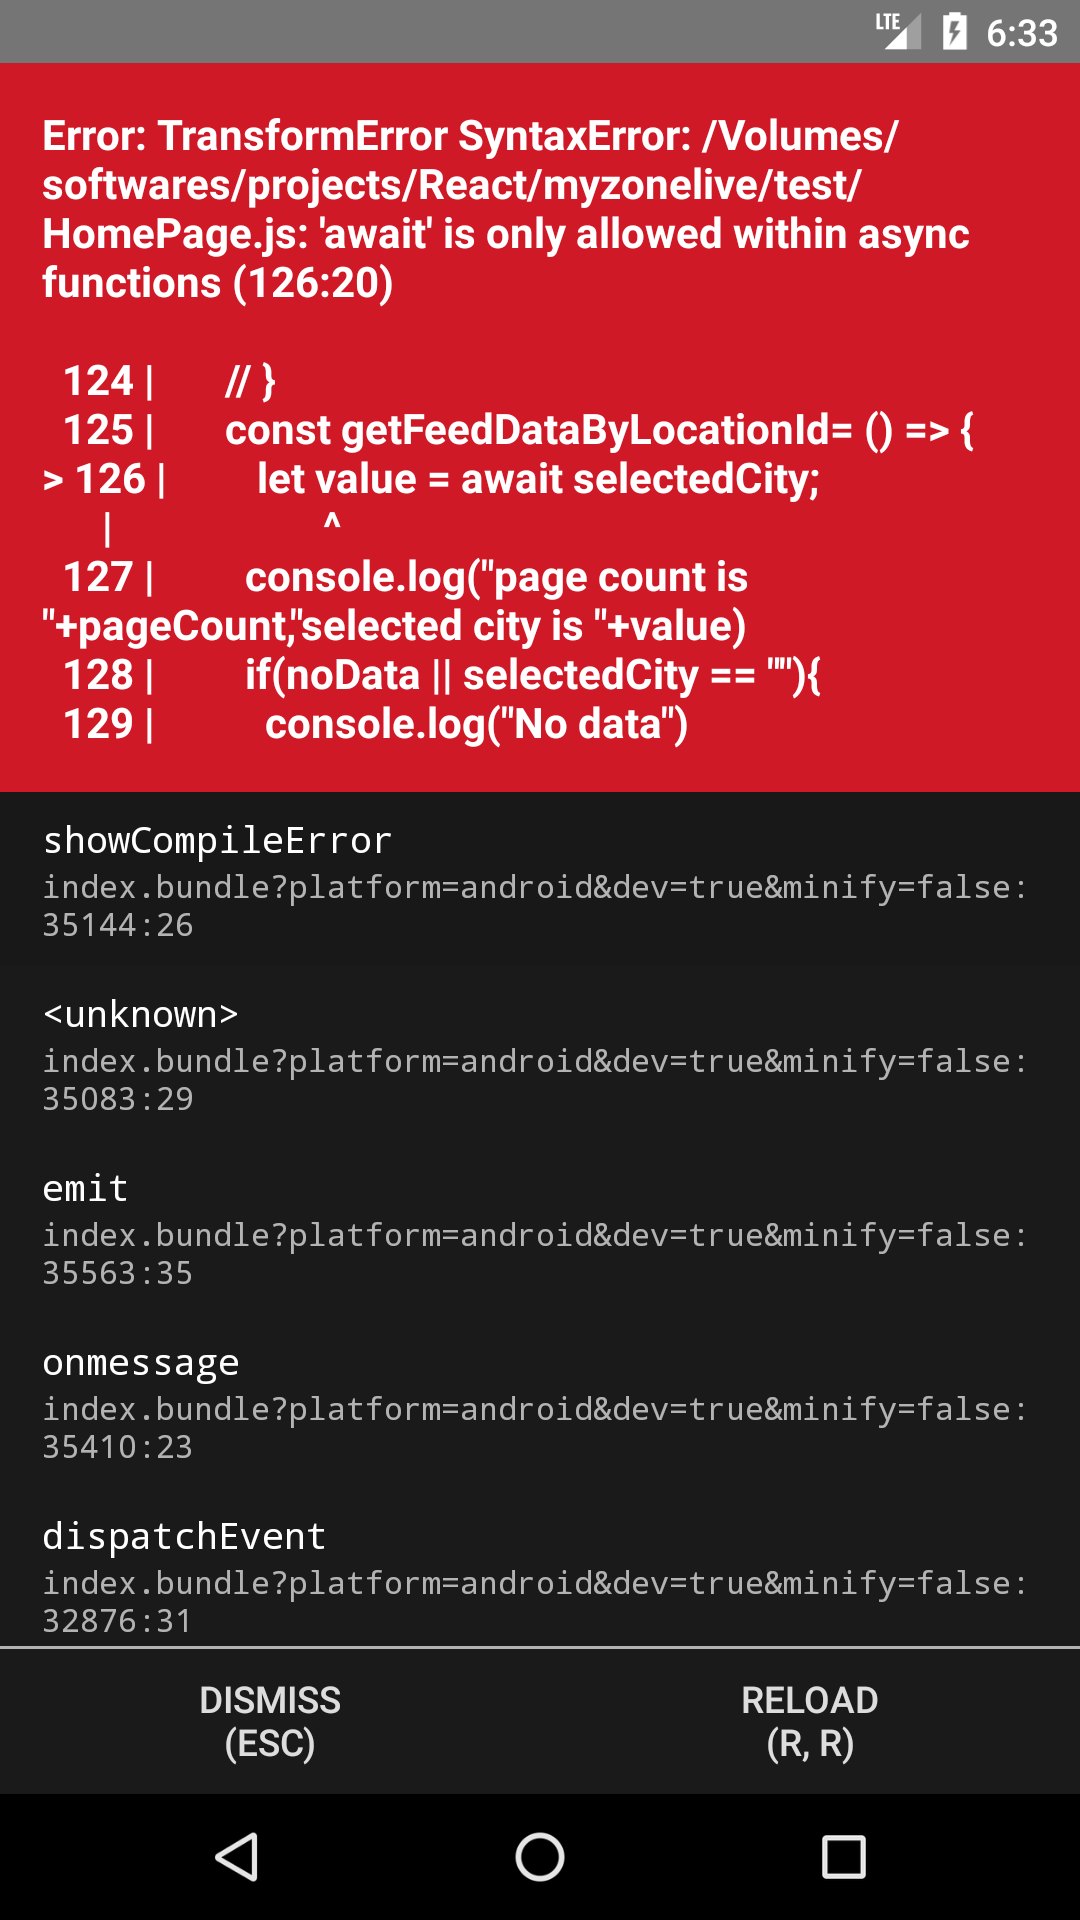 LTE 6:33
Error: TransformError SyntaxError: /Volumes/
softwares/projects/React/myzonelive/test/
HomePage.js: 'await' is only allowed within async
functions (126:20)
124 | // }
125 | const getFeedDataByLocationId= () => {
> 126 | let value = await selectedCity;
| ^
127 | console.log("page count is
"+pageCount,"selected city is "+value)
128 | if(noData || selectedCity == ""){
129 | console.log("No data")
showCompileError
index.bundle?platform=android&dev=true&minify=false:
35144:26
<unknown>
index.bundle?platform=android&dev=true&minify=false:
35083:29
emit
index.bundle?platform=android&dev=true&minify=false:
35563:35
onmessage
index.bundle?platform=android&dev=true&minify=false:
35410:23
dispatchEvent
index.bundle?platform=android&dev=true&minify=false:
32876:31
DISMISS
(ESC)
RELOAD
(R, R)